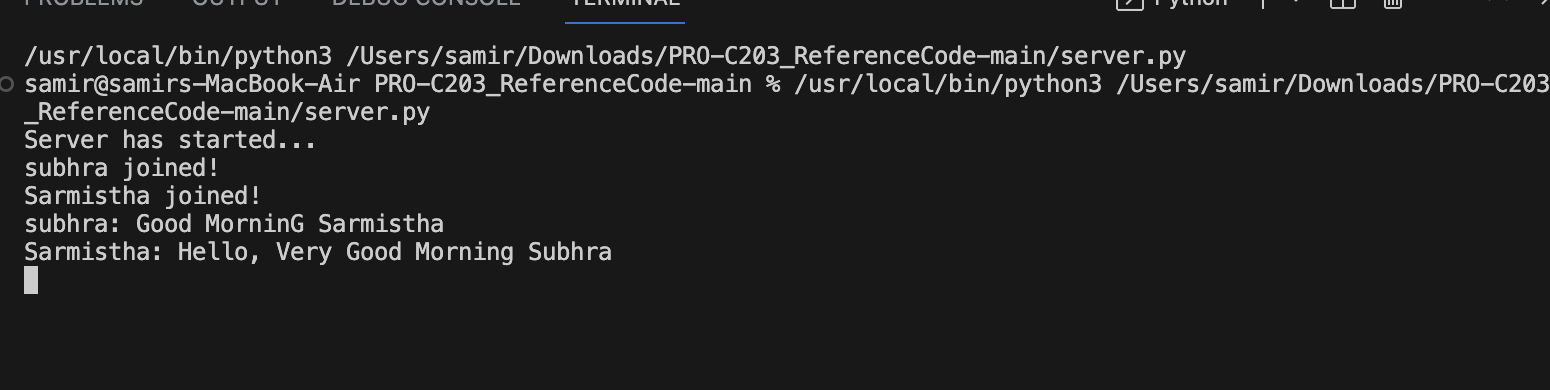 PROBLEMS OUTPUT DEBUG CONSOLE TERMINAL Python
/usr/local/bin/python3 /Users/samir/Downloads/PRO-C203_ReferenceCode-main/server.py
samir@samirs-MacBook-Air PRO-C203_ReferenceCode-main % /usr/local/bin/python3 /Users/samir/Downloads/PRO-C203
_ReferenceCode-main/server.py
Server has started...
subhra joined!
Sarmistha joined!
subhra: Good MorninG Sarmistha
Sarmistha: Hello, Very Good Morning Subhra